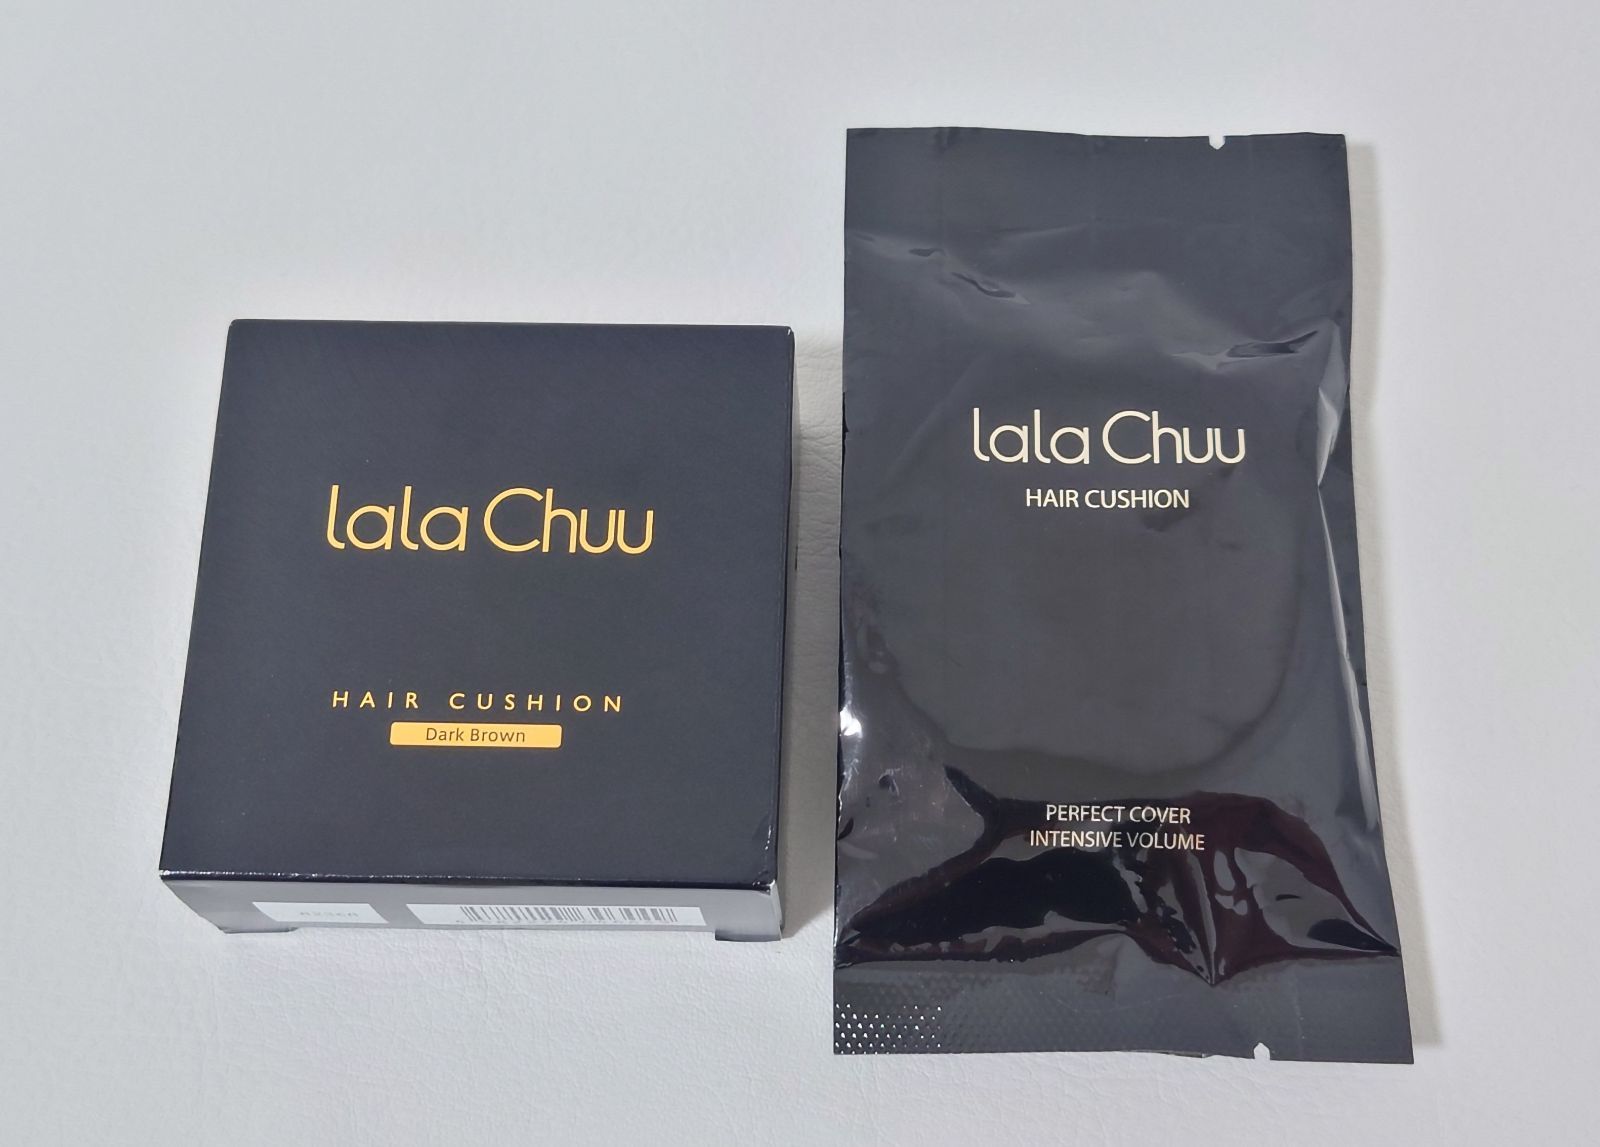 lala Chuu
HAIR CUSHION
Dark Brown
lala Chuu
HAIR CUSHION
PERFECT COVER
INTENSIVE VOLUME